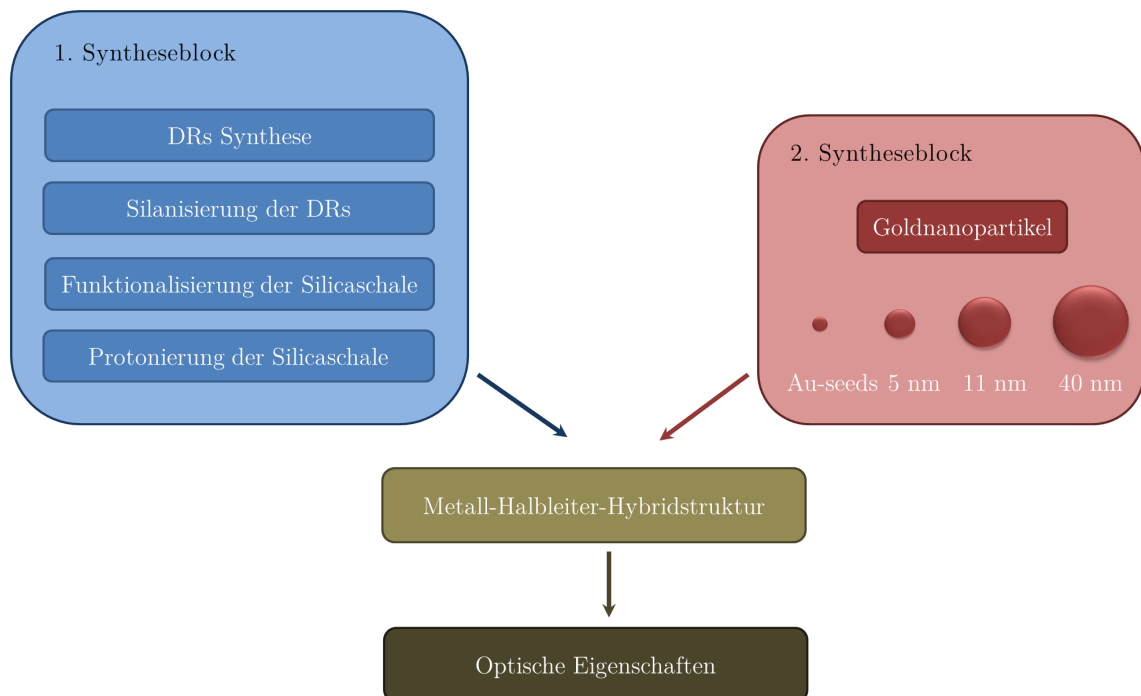 1. Syntheseblock
DRs Synthese
Silanisierung der DRs
Funktionalisierung der Silicaschale
Protonierung der Silicaschale
2. Syntheseblock
Goldnanopartikel
Au-seeds 5 nm 11 nm 40 nm
Metall-Halbleiter-Hybridstruktur
Optische Eigenschaften